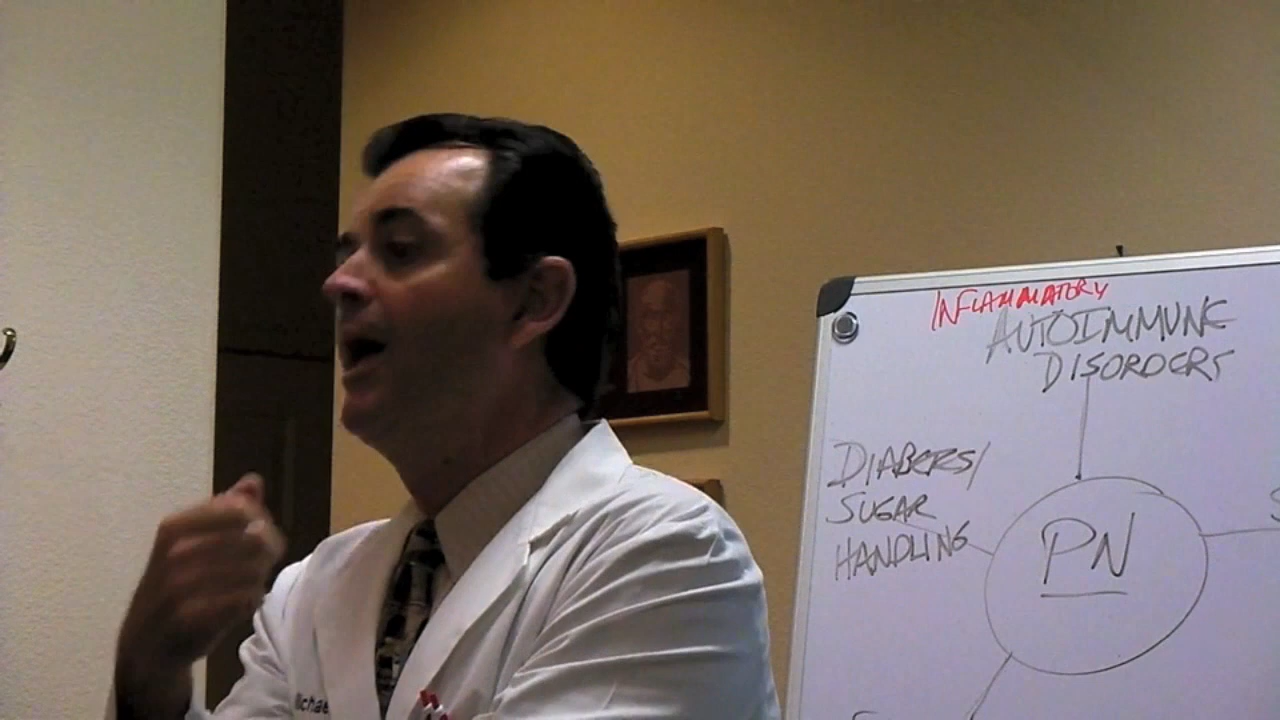 INFLAMMATORY
AUTOIMMUNE
DISORDERS
DIABETES/
SUGAR
HANDLING
PN